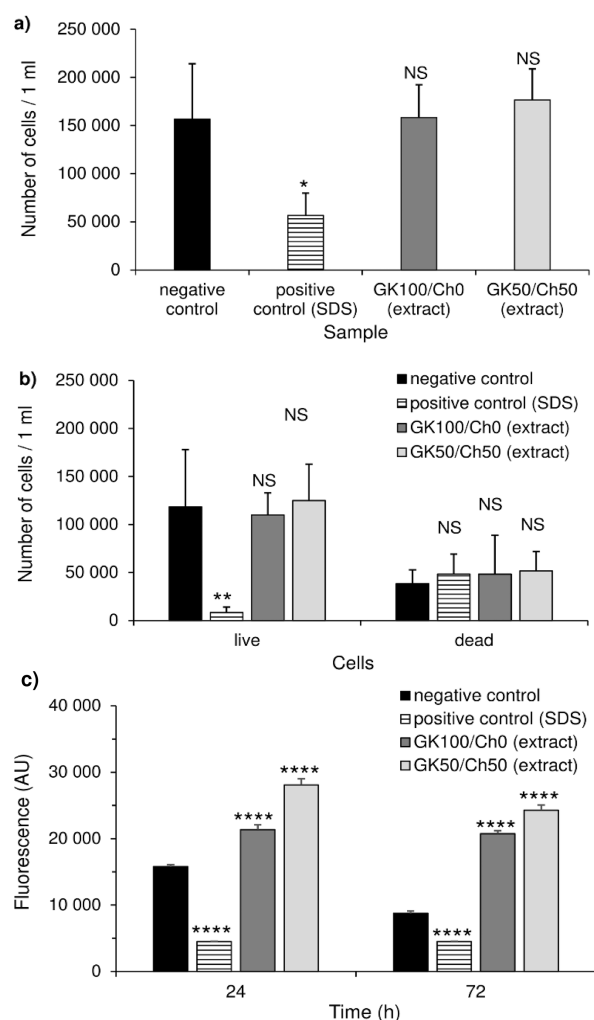 a)
250 000
200 000
150 000
100 000
50 000
0
Number of cells / 1 ml
*
NS
NS
negative control
positive control (SDS)
GK100/Ch0 (extract)
GK50/Ch50 (extract)
Sample
b)
250 000
200 000
150 000
100 000
50 000
0
Number of cells / 1 ml
negative control
positive control (SDS)
GK100/Ch0 (extract)
GK50/Ch50 (extract)
**
NS
NS
NS
NS
NS
live
dead
Cells
c)
40 000
30 000
20 000
10 000
0
Fluorescence (AU)
negative control
positive control (SDS)
GK100/Ch0 (extract)
GK50/Ch50 (extract)
****
****
****
****
****
****
24
72
Time (h)